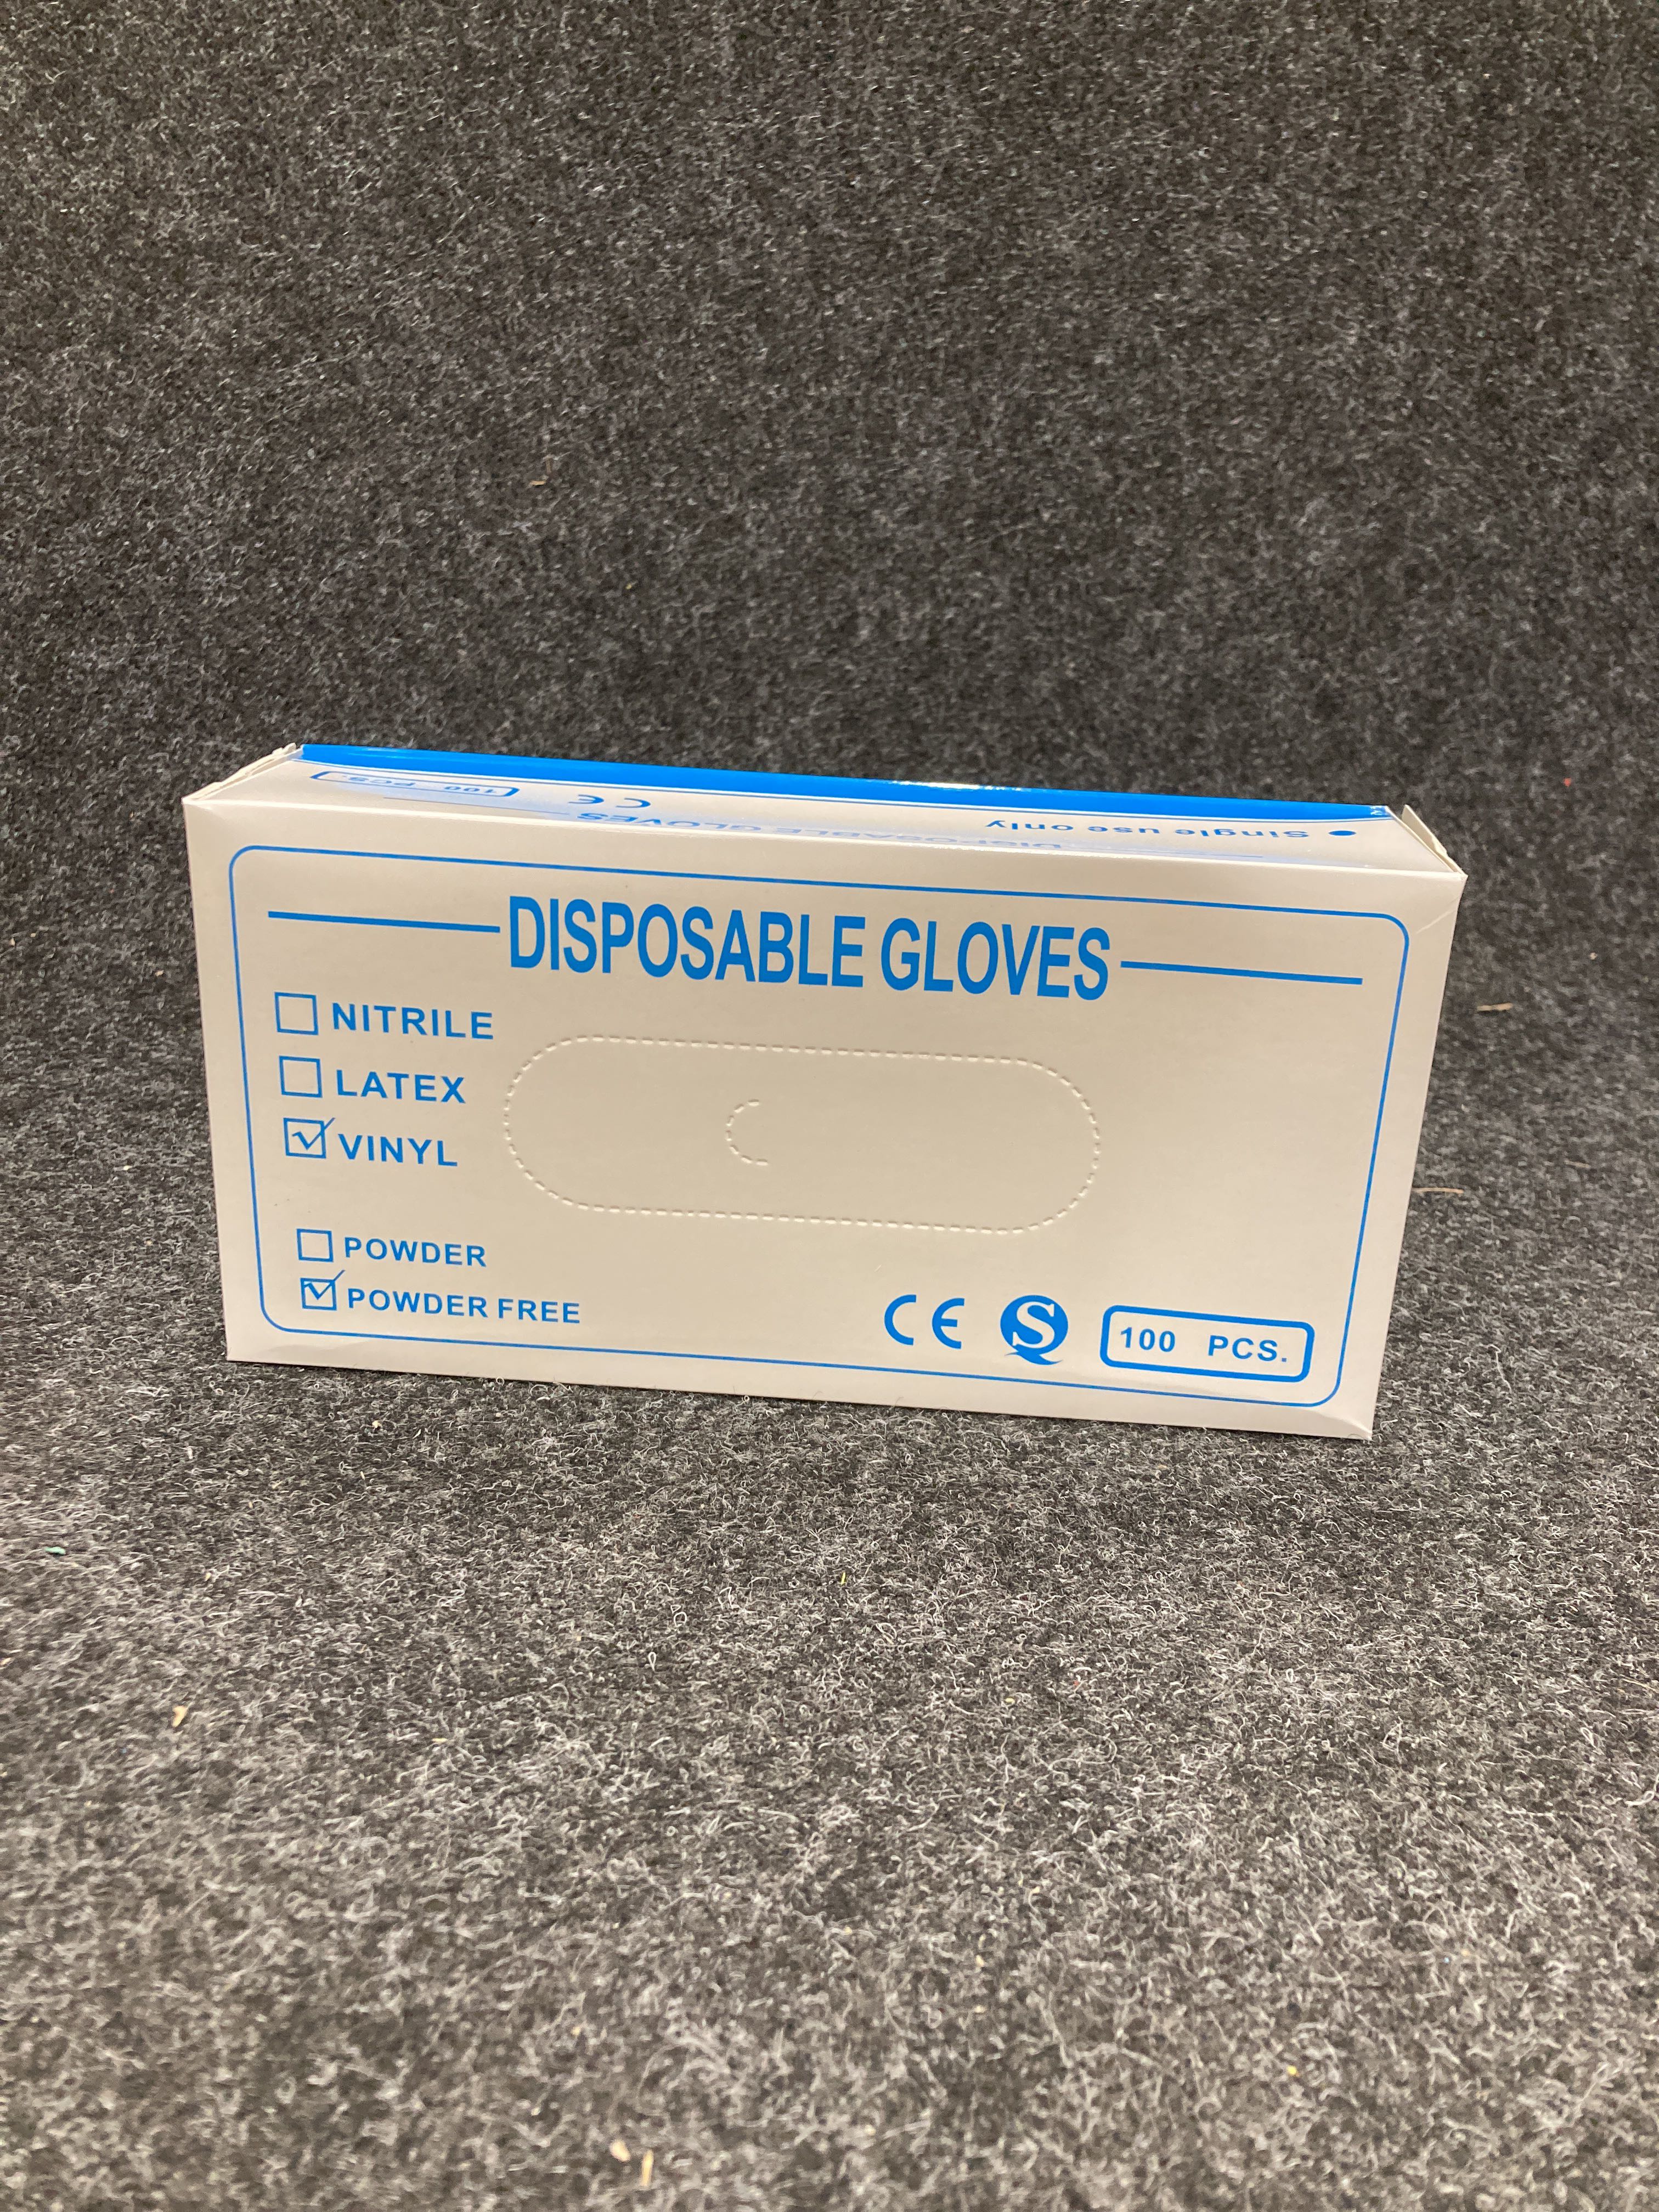 100 PCS.
CE
• Single use only
DISPOSABLE GLOVES
DISPOSABLE GLOVES
NITRILE
LATEX
VINYL
POWDER
POWDER FREE
CE QS 100 PCS.